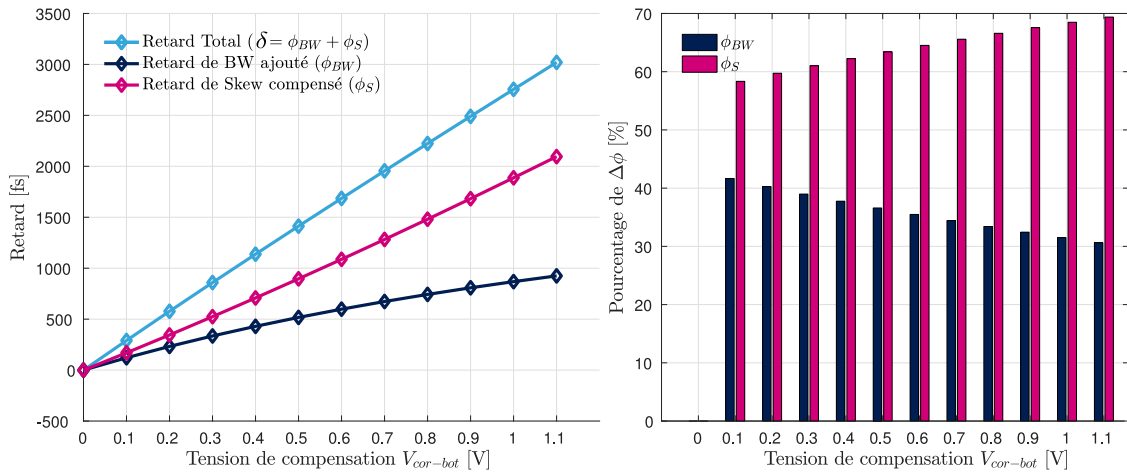 Retard Total (δ = ϕ_BW + ϕ_S)
Retard de BW ajouté (ϕ_BW)
Retard de Skew compensé (ϕ_S)
Retard [fs]
3500
3000
2500
2000
1500
1000
500
0
-500
0 0.1 0.2 0.3 0.4 0.5 0.6 0.7 0.8 0.9 1 1.1
Tension de compensation V_cor−bot [V]
ϕ_BW
ϕ_S
Pourcentage de Δϕ [%]
70
60
50
40
30
20
10
0
0 0.1 0.2 0.3 0.4 0.5 0.6 0.7 0.8 0.9 1 1.1
Tension de compensation V_cor−bot [V]